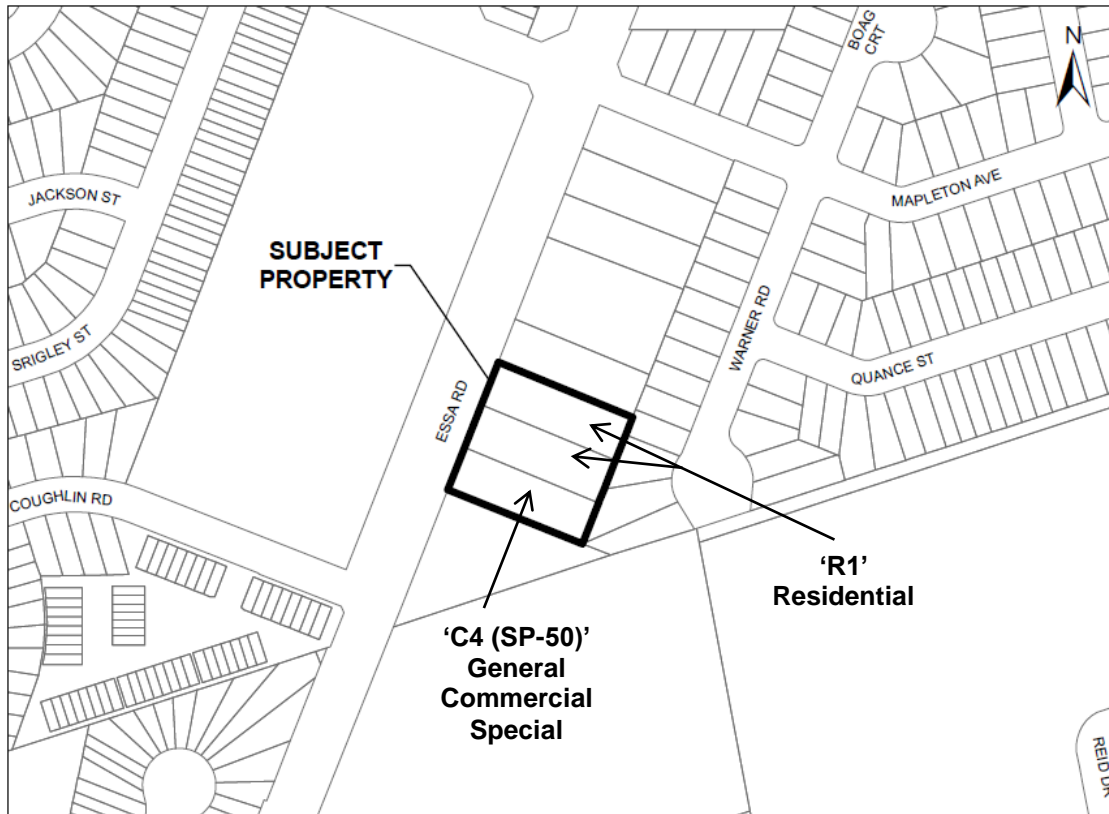 BOAG
CRT
N
JACKSON ST
MAPLETON AVE
SUBJECT
PROPERTY
SRIGLEY ST
WARNER RD
QUANCE ST
ESSA RD
COUGHLIN RD
‘R1’
Residential
‘C4 (SP-50)’
General
Commercial
Special
REID DR